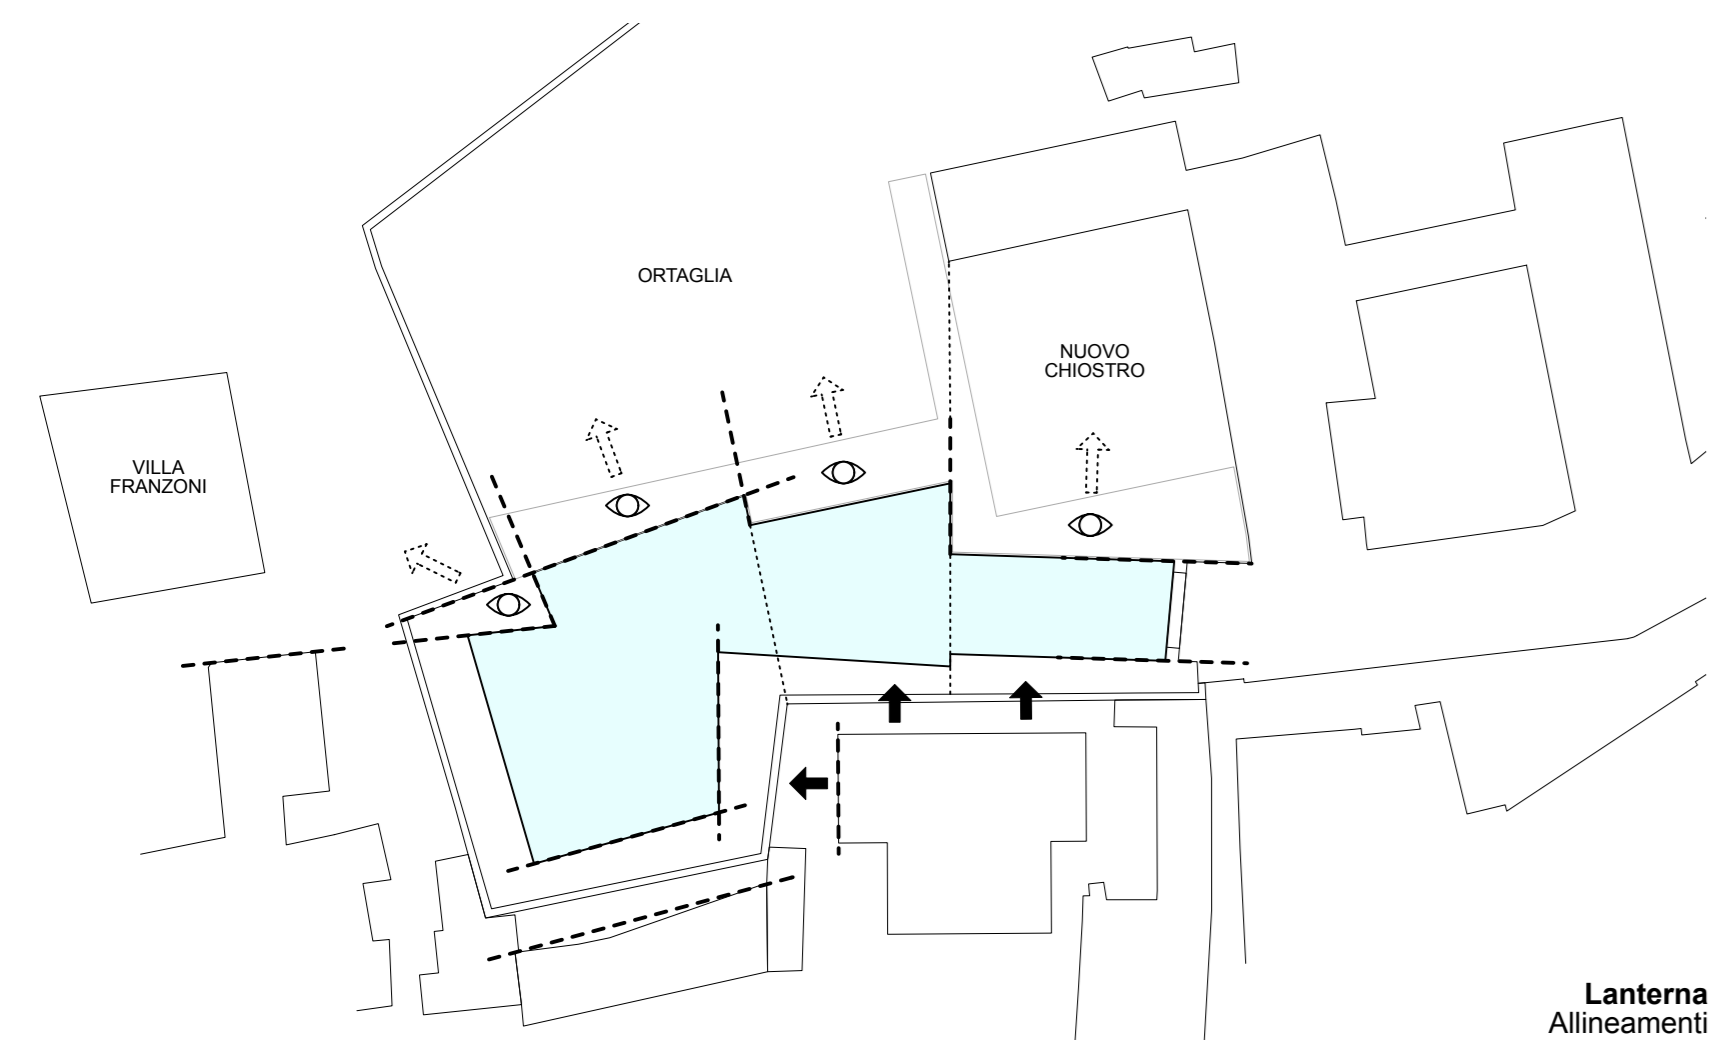 ORTAGLIA
NUOVO
CHIOSTRO
VILLA
FRANZONI
Lanterna
Allineamenti